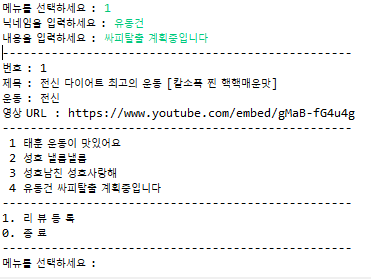 메뉴를 선택하세요 : 1
닉네임을 입력하세요 : 유동건
내용을 입력하세요 : 싸피탈출 계획중입니다
----------------------------------------------
번호 : 1
제목 : 전신 다이어트 최고의 운동 [칼소폭 찐 핵핵매운맛]
운동 : 전신
영상 URL : https://www.youtube.com/embed/gMaB-fG4u4g
----------------------------------------------
1 태훈 운동이 맛있어요
2 성호 낼름낼름
3 성호남친 성호사랑해
4 유동건 싸피탈출 계획중입니다
----------------------------------------------
1. 리 뷰 등 록
0. 종 료
----------------------------------------------
메뉴를 선택하세요 :